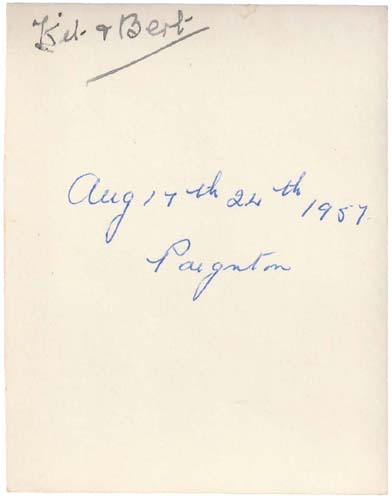 Kit & Bert
Aug 17th 24th 1957.
Paignton